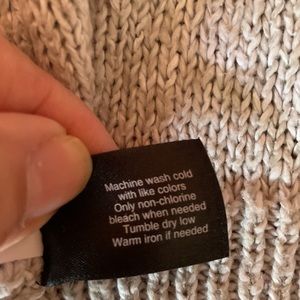 Machine wash cold
with like colors
Only non-chlorine
bleach when needed
Tumble dry low
Warm iron if needed